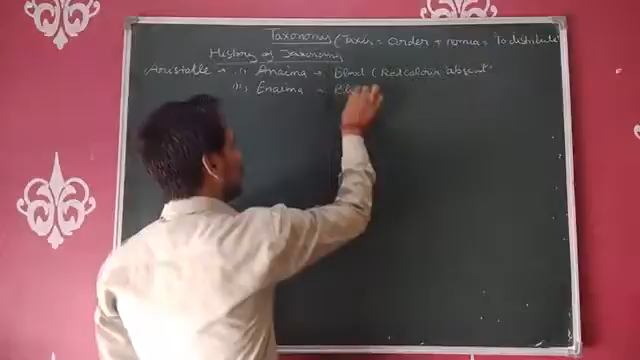 Taxonomy (Taxis = order + nomia = To distribute
History of Taxonomy
Aristotle → (i) Anaima → Blood (Red colour absent
(ii) Enaima →